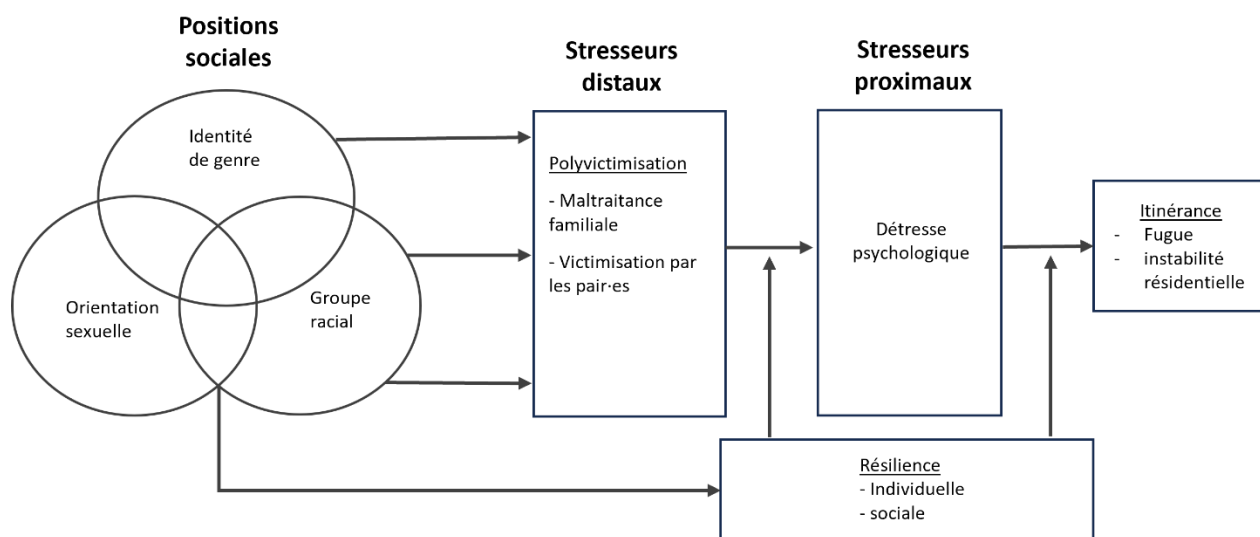 Positions
sociales
Stresseurs
distaux
Stresseurs
proximaux
Identité
de genre
Orientation
sexuelle
Groupe
racial
Polyvictimisation
- Maltraitance
familiale
- Victimisation par
les pair·es
Détresse
psychologique
Itinérance
- Fugue
- instabilité
résidentielle
Résilience
- Individuelle
- sociale